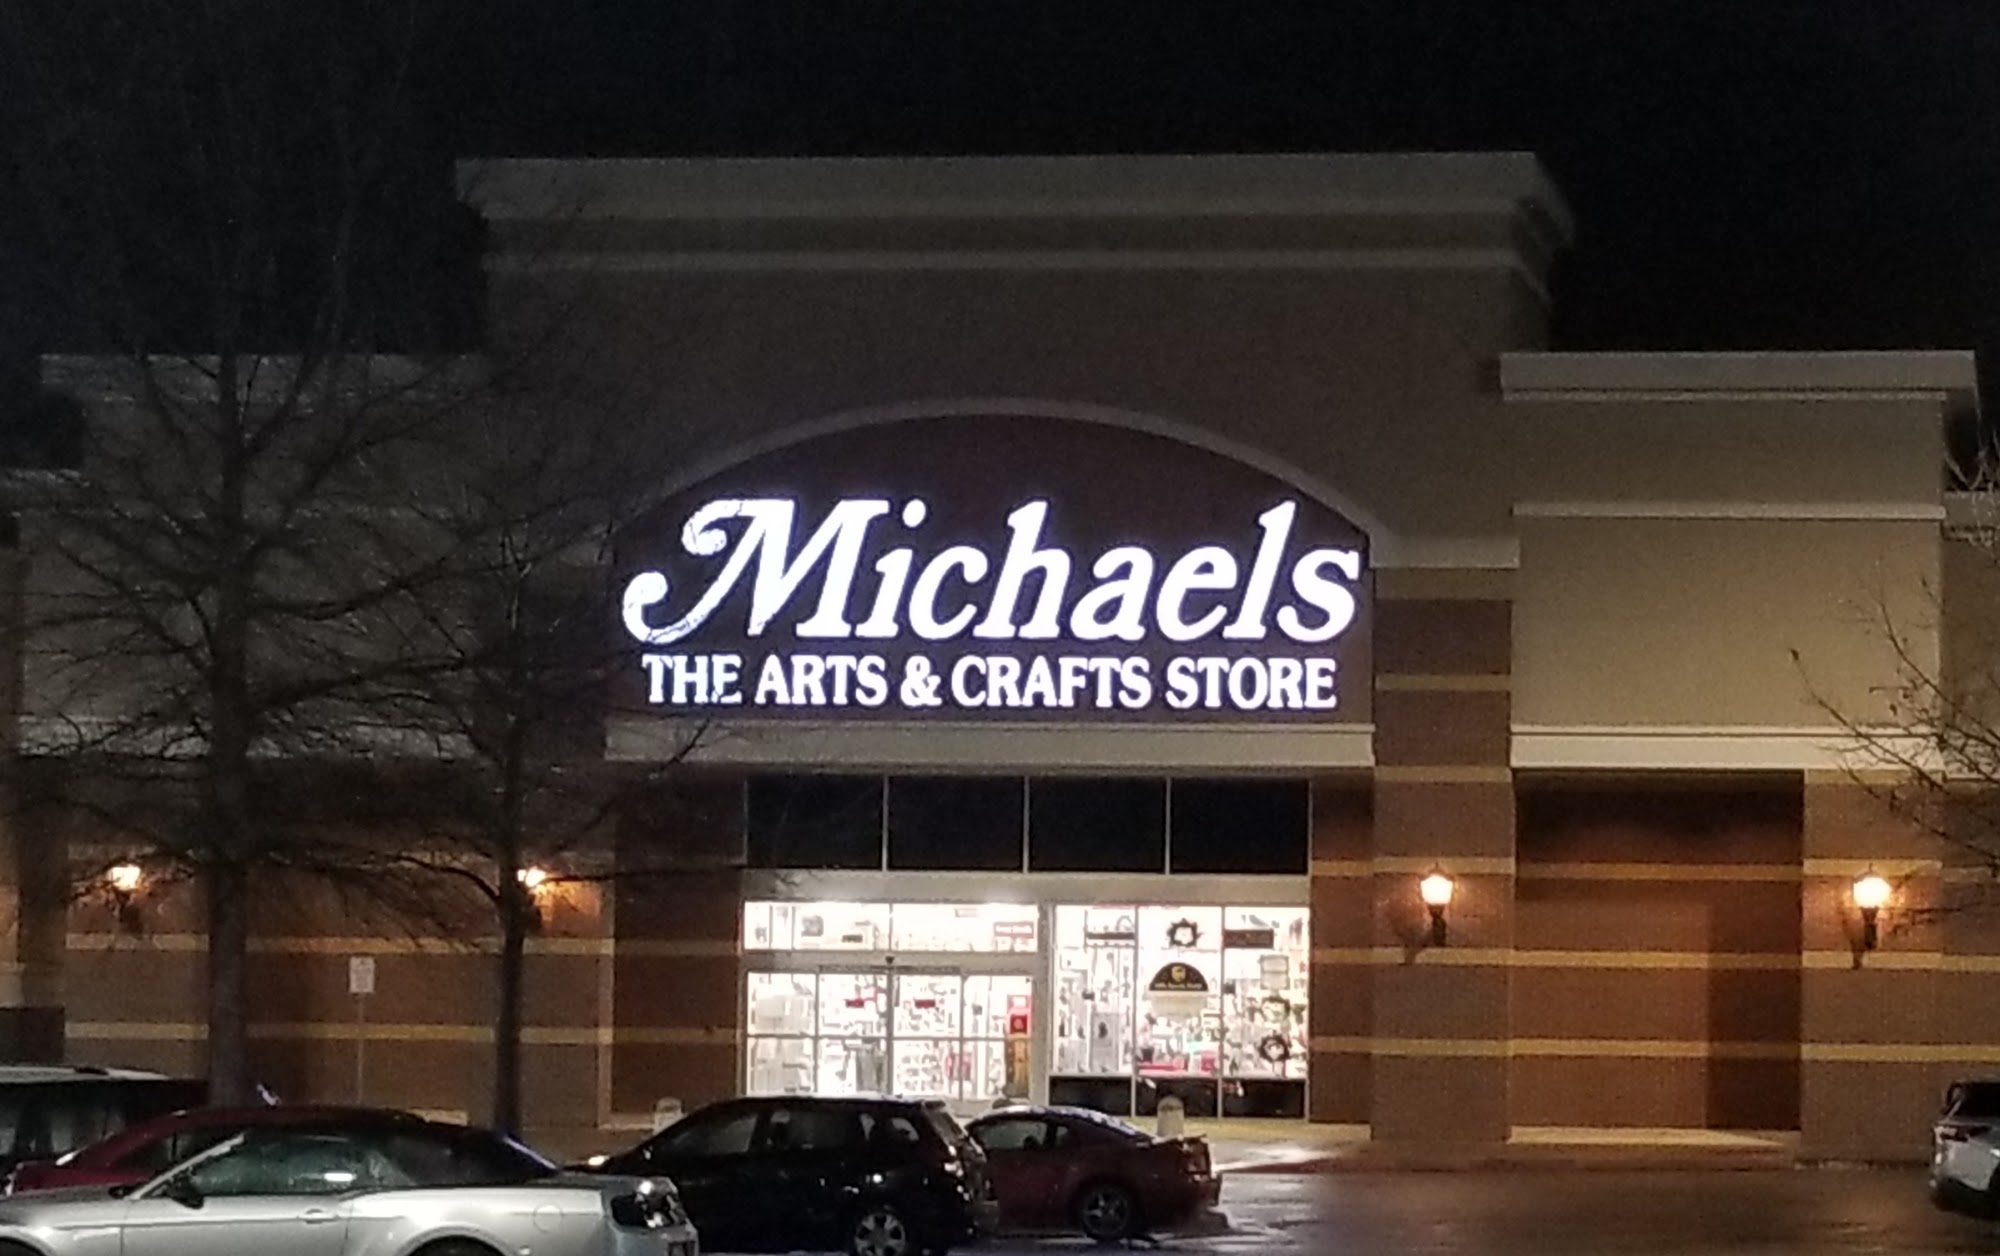 Michaels
THE ARTS & CRAFTS STORE